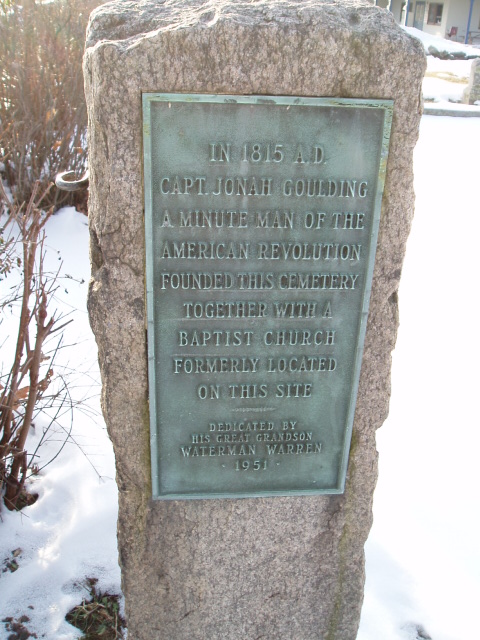 IN 1815 A.D.
CAPT. JONAH GOULDING
A MINUTE MAN OF THE
AMERICAN REVOLUTION
FOUNDED THIS CEMETERY
TOGETHER WITH A
BAPTIST CHURCH
FORMERLY LOCATED
ON THIS SITE
DEDICATED BY
HIS GREAT GRANDSON
WATERMAN WARREN
· 1951 ·